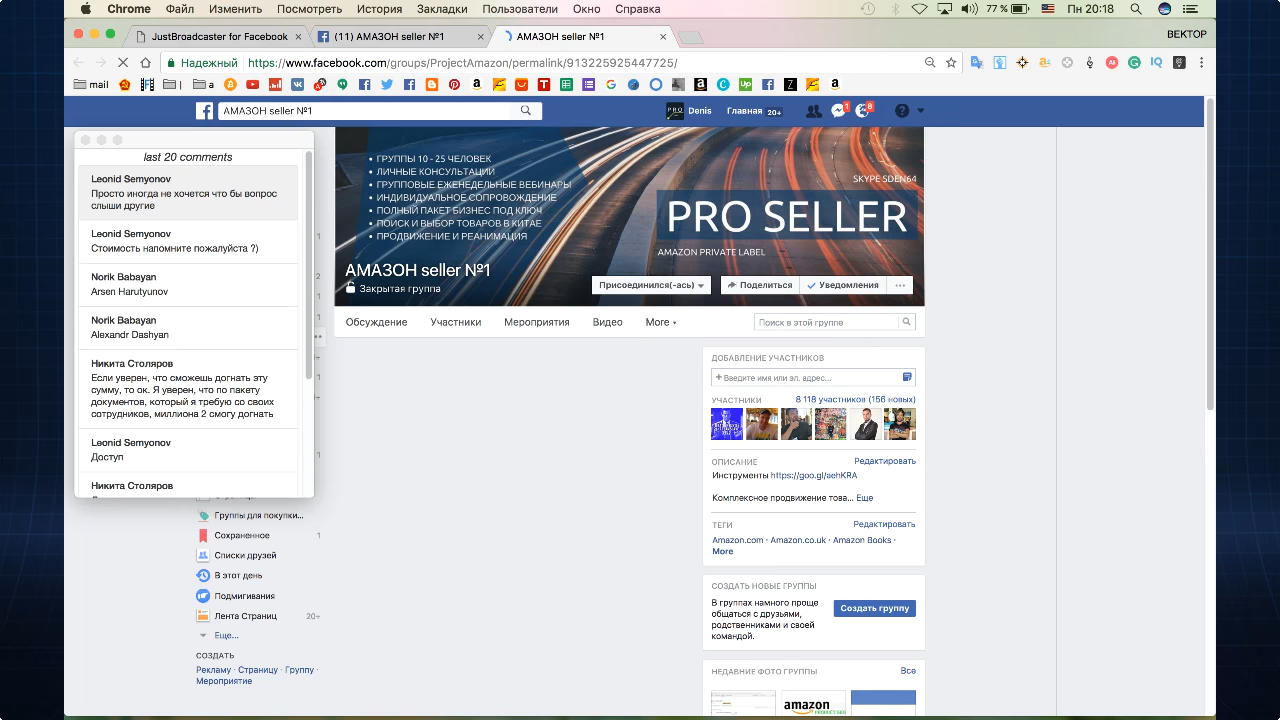 Chrome Файл Изменить Посмотреть История Закладки Пользователи Окно Справка 77 % Пн 20:18
JustBroadcaster for Facebook × (11) АМАЗОН seller №1 × АМАЗОН seller №1 × ВЕКТОР
Надежный https://www.facebook.com/groups/ProjectAmazon/permalink/913225925447725/
mail
АМАЗОН seller №1 Denis Главная 20+ 1 8
last 20 comments
Leonid Semyonov
Просто иногда не хочется что бы вопрос
слыши другие
Leonid Semyonov
Стоимость напомните пожалуйста ?)
Norik Babayan
Arsen Harutyunov
Norik Babayan
Alexandr Dashyan
Никита Столяров
Если уверен, что сможешь догнать эту
сумму, то ок. Я уверен, что по пакету
документов, который я требую со своих
сотрудников, миллиона 2 смогу догнать
Leonid Semyonov
Доступ
Никита Столяров
Группы для покупки...
Сохраненное 1
Списки друзей
В этот день
Подмигивания
Лента Страниц 20+
Еще...
СОЗДАТЬ
Рекламу · Страницу · Группу ·
Мероприятие
• ГРУППЫ 10 - 25 ЧЕЛОВЕК
• ЛИЧНЫЕ КОНСУЛЬТАЦИИ
• ГРУППОВЫЕ ЕЖЕНЕДЕЛЬНЫЕ ВЕБИНАРЫ
• ИНДИВИДУАЛЬНОЕ СОПРОВОЖДЕНИЕ
• ПОЛНЫЙ ПАКЕТ БИЗНЕС ПОД КЛЮЧ
• ПОИСК И ВЫБОР ТОВАРОВ В КИТАЕ
• ПРОДВИЖЕНИЕ И РЕАНИМАЦИЯ
SKYPE SDEN64
PRO SELLER
AMAZON PRIVATE LABEL
АМАЗОН seller №1
Закрытая группа
Присоединился(-ась) Поделиться Уведомления
Обсуждение Участники Мероприятия Видео More Поиск в этой группе
ДОБАВЛЕНИЕ УЧАСТНИКОВ
+ Введите имя или эл. адрес...
УЧАСТНИКИ 8 118 участников (156 новых)
ОПИСАНИЕ Редактировать
Инструменты https://goo.gl/aehKRA
Комплексное продвижение това... Еще
ТЕГИ Редактировать
Amazon.com · Amazon.co.uk · Amazon Books ·
More
СОЗДАТЬ НОВЫЕ ГРУППЫ
В группах намного проще
общаться с друзьями,
родственниками и своей
командой.
Создать группу
НЕДАВНИЕ ФОТО ГРУППЫ Все
amazon